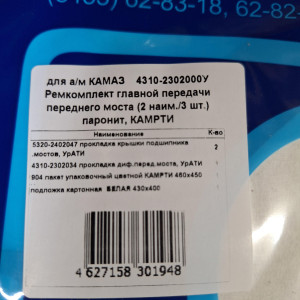 (8463) 62-83-18, 62-82
для а/м КАМАЗ 4310-2302000У
Ремкомплект главной передачи
переднего моста (2 наим./3 шт.)
паронит, КАМРТИ
Наименование К-во
5320-2402047 прокладка крышки подшипника 2
.мостов, УрАТИ
4310-2302034 прокладка диф.перед.моста, УрАТИ 1
904 пакет упаковочный цветной КАМРТИ 460х450
подложка картонная БЕЛАЯ 430х400
4 627158 301948